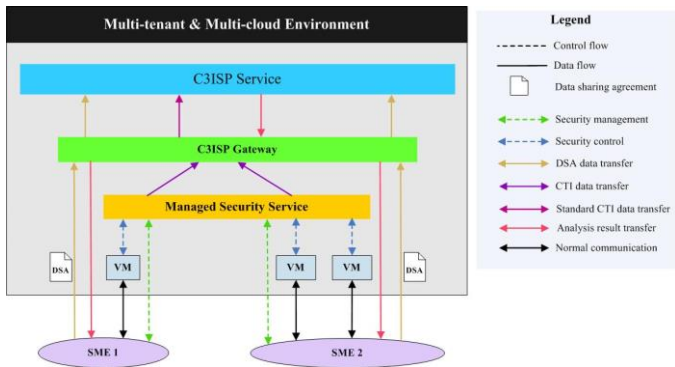 Multi-tenant & Multi-cloud Environment
C3ISP Service
C3ISP Gateway
Managed Security Service
VM
VM
VM
DSA
DSA
SME 1
SME 2
Legend
Control flow
Data flow
Data sharing agreement
Security management
Security control
DSA data transfer
CTI data transfer
Standard CTI data transfer
Analysis result transfer
Normal communication